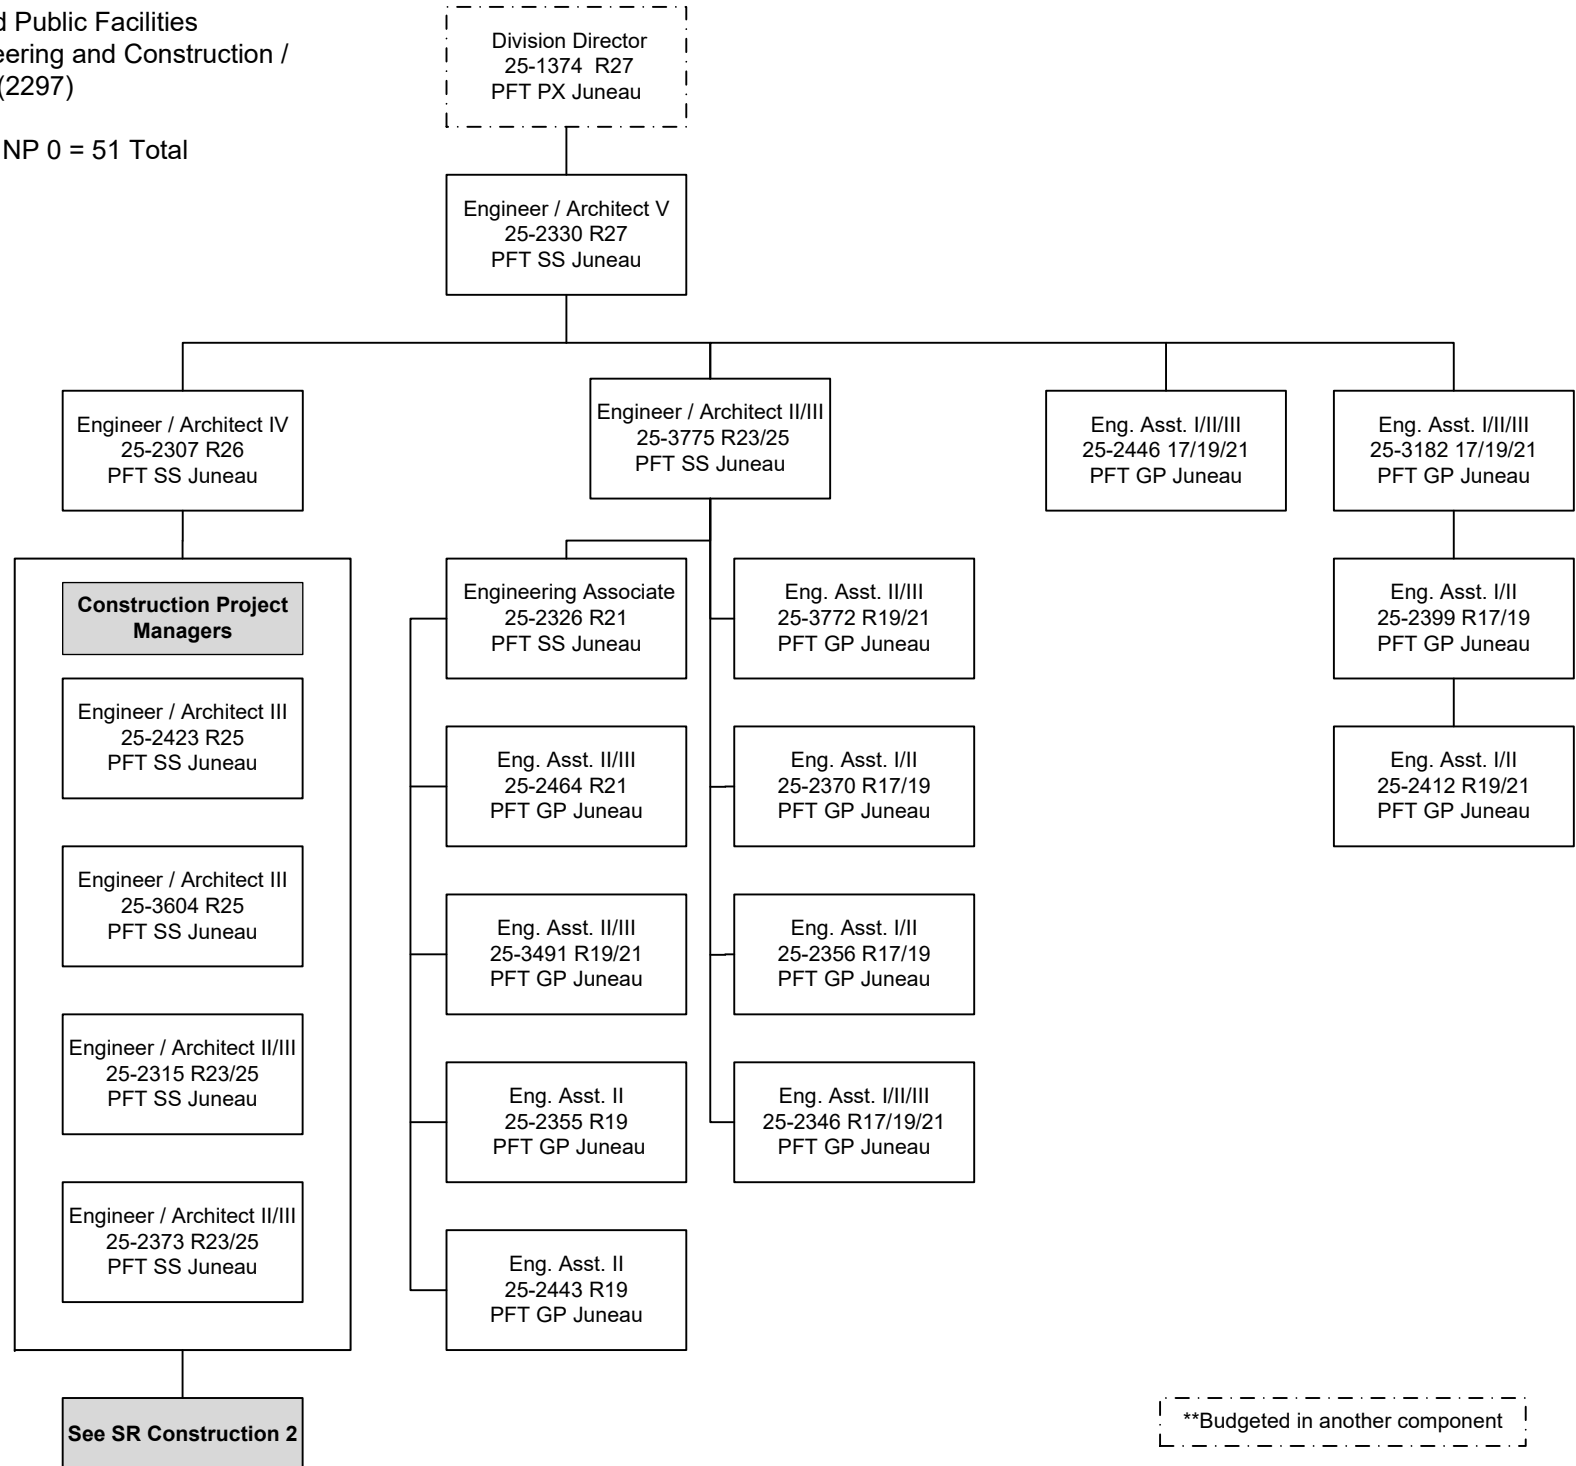 Public Facilities
eering and Construction /
(2297)
NP 0 = 51 Total
Division Director
25-1374 R27
PFT PX Juneau
Engineer / Architect V
25-2330 R27
PFT SS Juneau
Engineer / Architect IV
25-2307 R26
PFT SS Juneau
Engineer / Architect II/III
25-3775 R23/25
PFT SS Juneau
Eng. Asst. I/II/III
25-2446 17/19/21
PFT GP Juneau
Eng. Asst. I/II/III
25-3182 17/19/21
PFT GP Juneau
Construction Project
Managers
Engineer / Architect III
25-2423 R25
PFT SS Juneau
Engineer / Architect III
25-3604 R25
PFT SS Juneau
Engineer / Architect II/III
25-2315 R23/25
PFT SS Juneau
Engineer / Architect II/III
25-2373 R23/25
PFT SS Juneau
See SR Construction 2
Engineering Associate
25-2326 R21
PFT SS Juneau
Eng. Asst. II/III
25-2464 R21
PFT GP Juneau
Eng. Asst. II/III
25-3491 R19/21
PFT GP Juneau
Eng. Asst. II
25-2355 R19
PFT GP Juneau
Eng. Asst. II
25-2443 R19
PFT GP Juneau
Eng. Asst. II/III
25-3772 R19/21
PFT GP Juneau
Eng. Asst. I/II
25-2370 R17/19
PFT GP Juneau
Eng. Asst. I/II
25-2356 R17/19
PFT GP Juneau
Eng. Asst. I/II/III
25-2346 R17/19/21
PFT GP Juneau
Eng. Asst. I/II
25-2399 R17/19
PFT GP Juneau
Eng. Asst. I/II
25-2412 R19/21
PFT GP Juneau
**Budgeted in another component